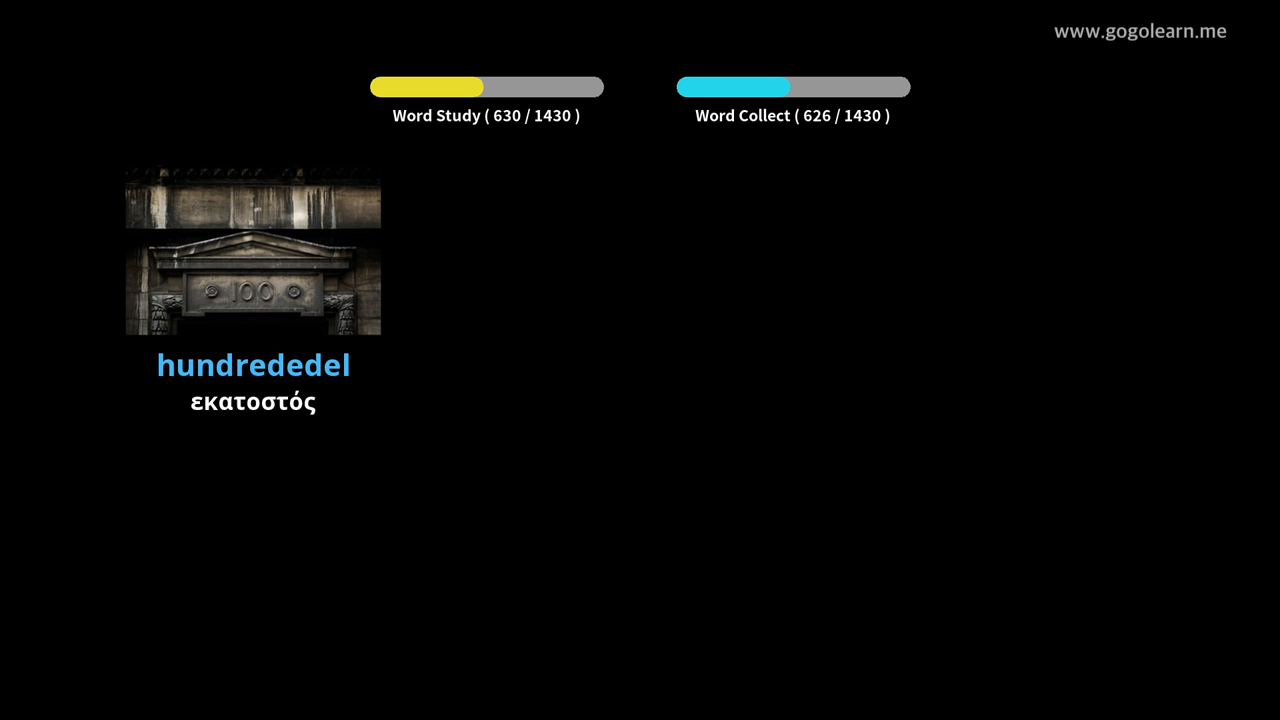 www.gogolearn.me
Word Study ( 630 / 1430 )
Word Collect ( 626 / 1430 )
100
hundrededel
εκατοστός